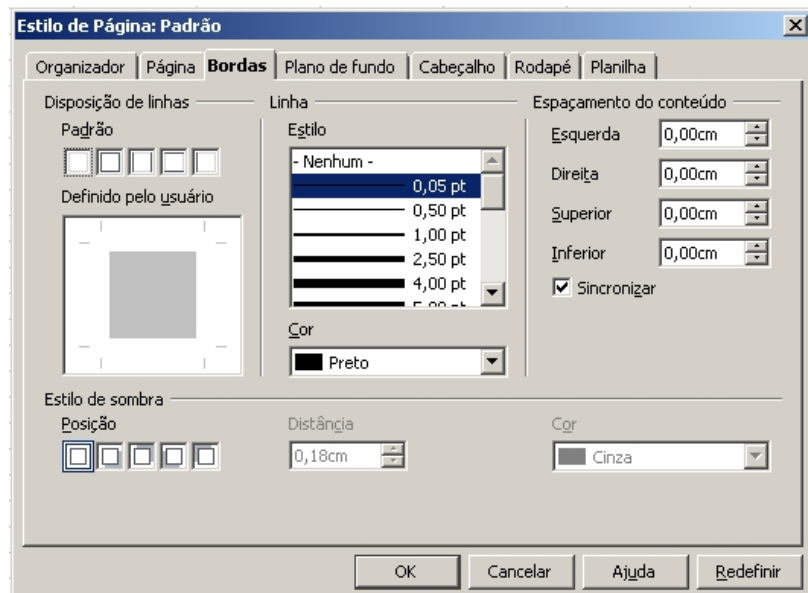 Estilo de Página: Padrão
Organizador Página Bordas Plano de fundo Cabeçalho Rodapé Planilha
Disposição de linhas
Padrão
Definido pelo usuário
Linha
Estilo
- Nenhum -
0,05 pt
0,50 pt
1,00 pt
2,50 pt
4,00 pt
5,00 pt
Cor
Preto
Espaçamento do conteúdo
Esquerda 0,00cm
Direita 0,00cm
Superior 0,00cm
Inferior 0,00cm
Sincronizar
Estilo de sombra
Posição
Distância
0,18cm
Cor
Cinza
OK Cancelar Ajuda Redefinir